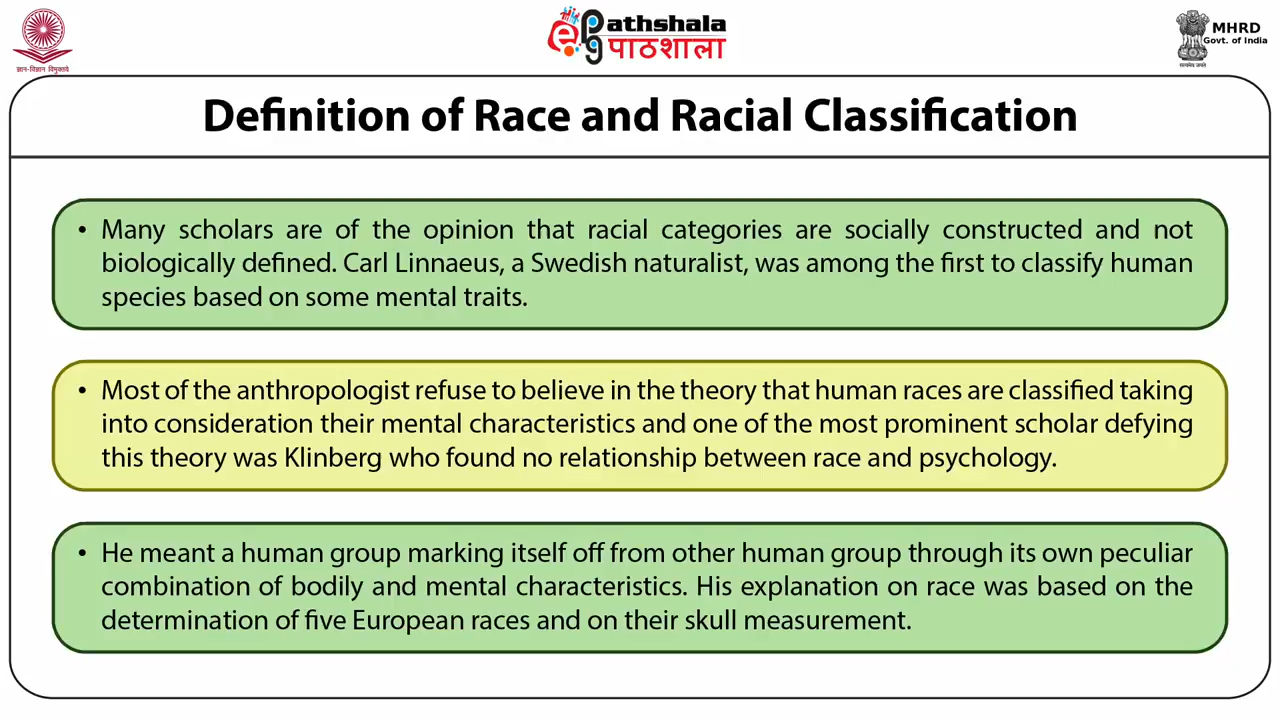 ज्ञान-विज्ञान विमुक्तये
ePG Pathshala
पाठशाला
MHRD
Govt. of India
सत्यमेव जयते
Definition of Race and Racial Classification
• Many scholars are of the opinion that racial categories are socially constructed and not
biologically defined. Carl Linnaeus, a Swedish naturalist, was among the first to classify human
species based on some mental traits.
• Most of the anthropologist refuse to believe in the theory that human races are classified taking
into consideration their mental characteristics and one of the most prominent scholar defying
this theory was Klinberg who found no relationship between race and psychology.
• He meant a human group marking itself off from other human group through its own peculiar
combination of bodily and mental characteristics. His explanation on race was based on the
determination of five European races and on their skull measurement.